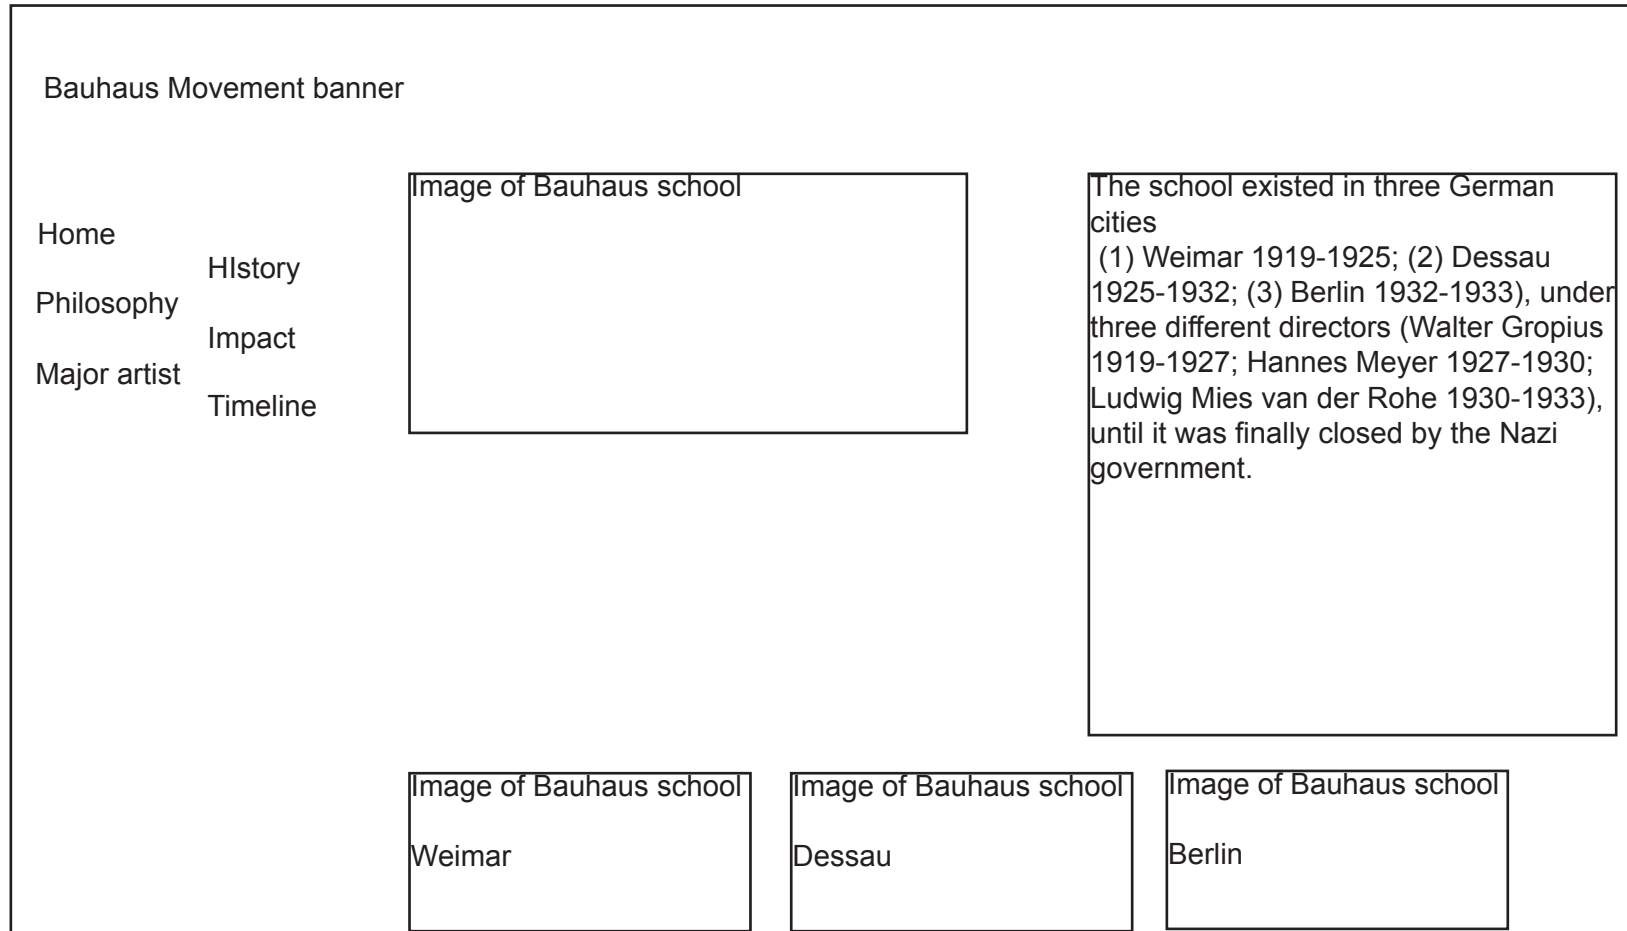 Bauhaus Movement banner
Home
HIstory
Philosophy
Impact
Major artist
Timeline
Image of Bauhaus school
The school existed in three German
cities
(1) Weimar 1919-1925; (2) Dessau
1925-1932; (3) Berlin 1932-1933), under
three different directors (Walter Gropius
1919-1927; Hannes Meyer 1927-1930;
Ludwig Mies van der Rohe 1930-1933),
until it was finally closed by the Nazi
government.
Image of Bauhaus school
Weimar
Image of Bauhaus school
Dessau
Image of Bauhaus school
Berlin